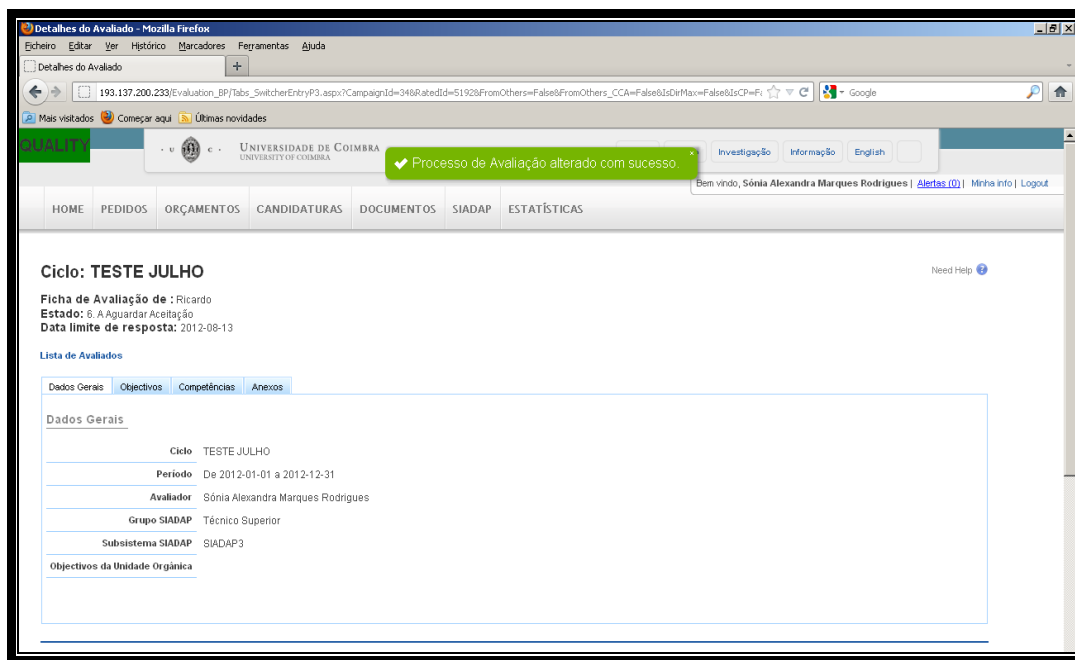 Detalhes do Avaliado - Mozilla Firefox
Ficheiro Editar Ver Histórico Marcadores Ferramentas Ajuda
Detalhes do Avaliado +
193.137.200.233/Evaluation_BP/Tabs_SwitcherEntryP3.aspx?CampaignId=34&RatedId=5192&FromOthers=False&FromOthers_CCA=False&IsDirMax=False&IsCP=F Google
Mais visitados Começar aqui Últimas novidades
QUALITY
· U C · UNIVERSIDADE DE COIMBRA
UNIVERSITY OF COIMBRA
Processo de Avaliação alterado com sucesso. ×
Investigação Informação English
Bem vindo, Sónia Alexandra Marques Rodrigues | Alertas (0) | Minha info | Logout
HOME PEDIDOS ORÇAMENTOS CANDIDATURAS DOCUMENTOS SIADAP ESTATÍSTICAS
Ciclo: TESTE JULHO
Need Help ?
Ficha de Avaliação de : Ricardo
Estado: 6. A Aguardar Aceitação
Data limite de resposta: 2012-08-13
Lista de Avaliados
Dados Gerais Objectivos Competências Anexos
Dados Gerais
Ciclo TESTE JULHO
Período De 2012-01-01 a 2012-12-31
Avaliador Sónia Alexandra Marques Rodrigues
Grupo SIADAP Técnico Superior
Subsistema SIADAP SIADAP3
Objectivos da Unidade Orgânica